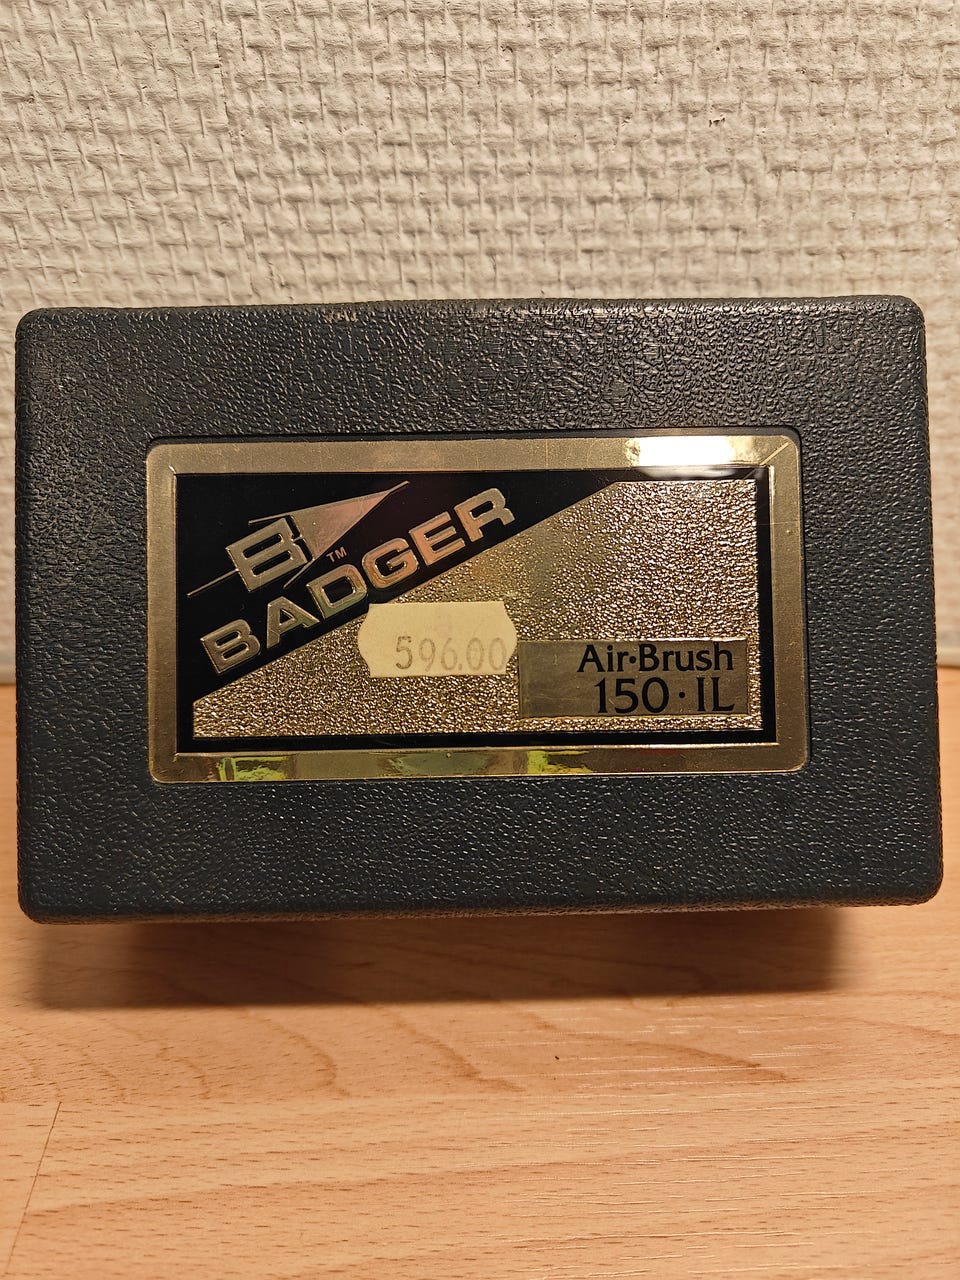 B
TM
BADGER
596.00
Air·Brush
150·IL